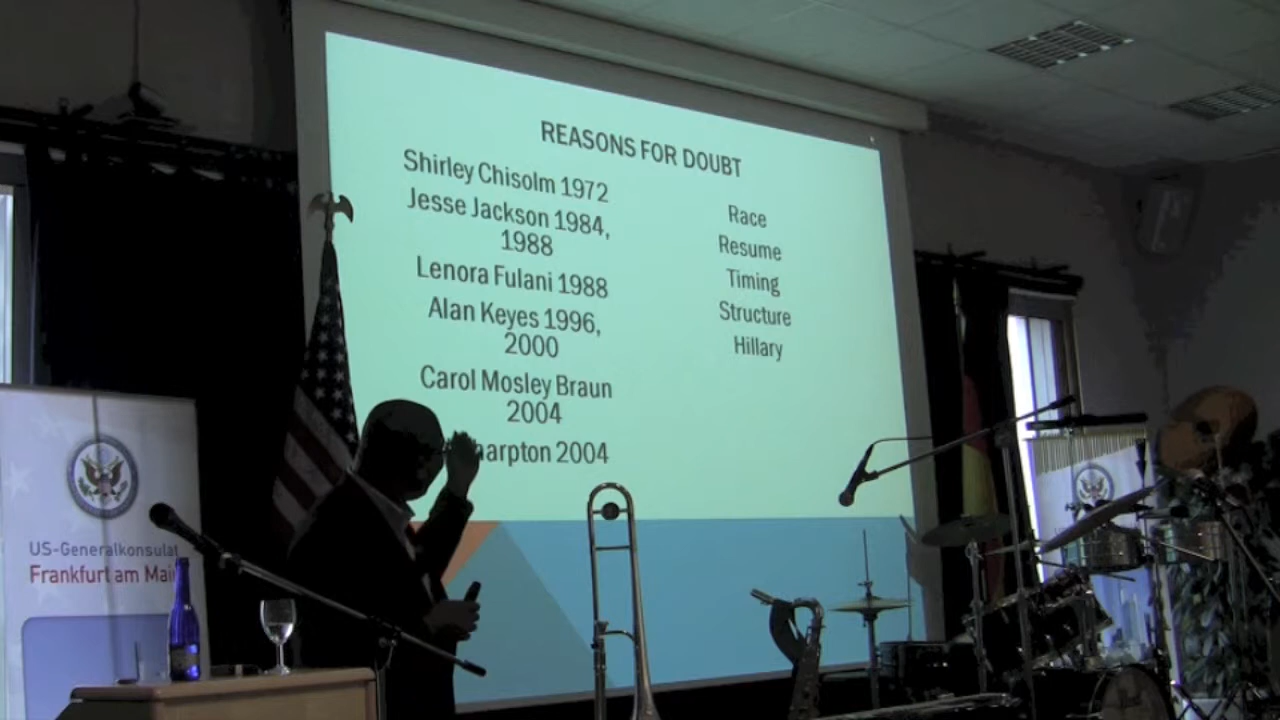 REASONS FOR DOUBT
Shirley Chisolm 1972
Jesse Jackson 1984,
1988
Lenora Fulani 1988
Alan Keyes 1996,
2000
Carol Mosley Braun
2004
2004
Race
Resume
Timing
Structure
Hillary
US-Generalkonsulat
Frankfurt am